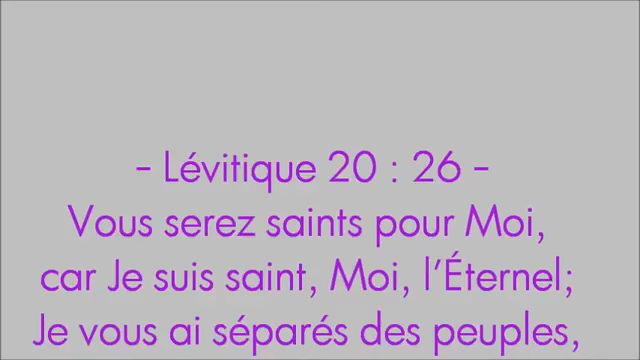 – Lévitique 20 : 26 –
Vous serez saints pour Moi,
car Je suis saint, Moi, l’Éternel;
Je vous ai séparés des peuples,